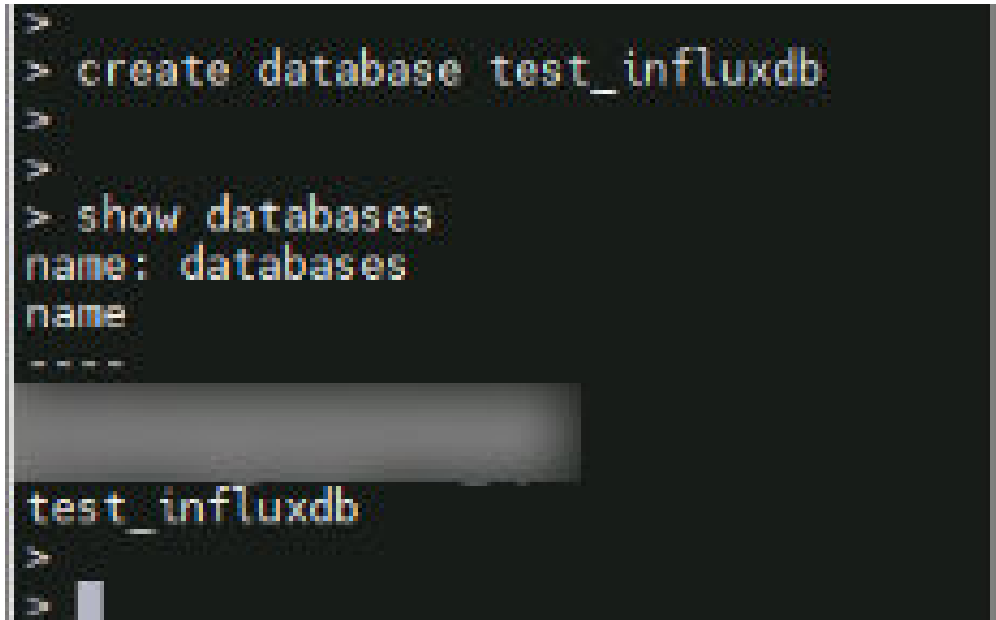 >
> create database test_influxdb
>
>
> show databases
name: databases
name
----
test_influxdb
>
>